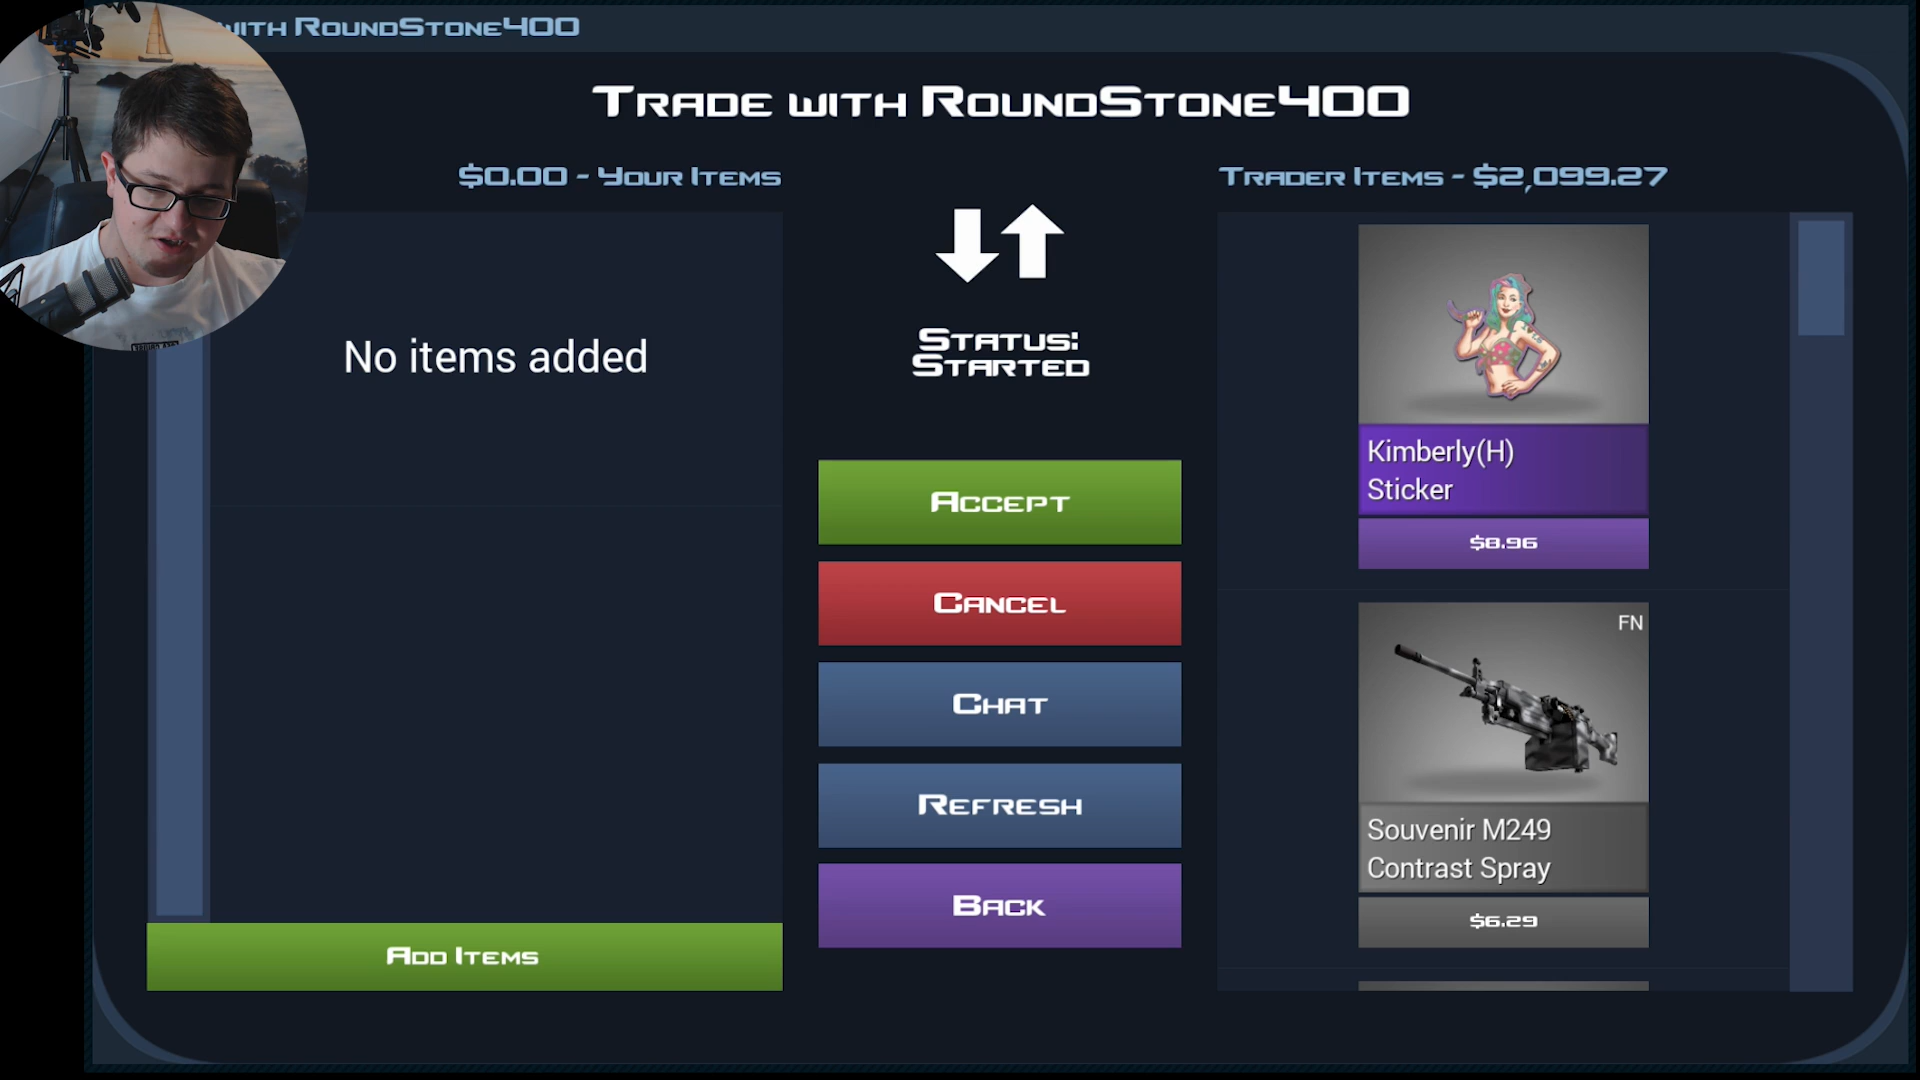 with RoundStone400
Trade with RoundStone400
$0.00 - Your Items
Trader Items - $2,099.27
No items added
Status:
Started
Accept
Cancel
Chat
Refresh
Back
Add Items
Kimberly(H)
Sticker
$8.96
FN
Souvenir M249
Contrast Spray
$6.29